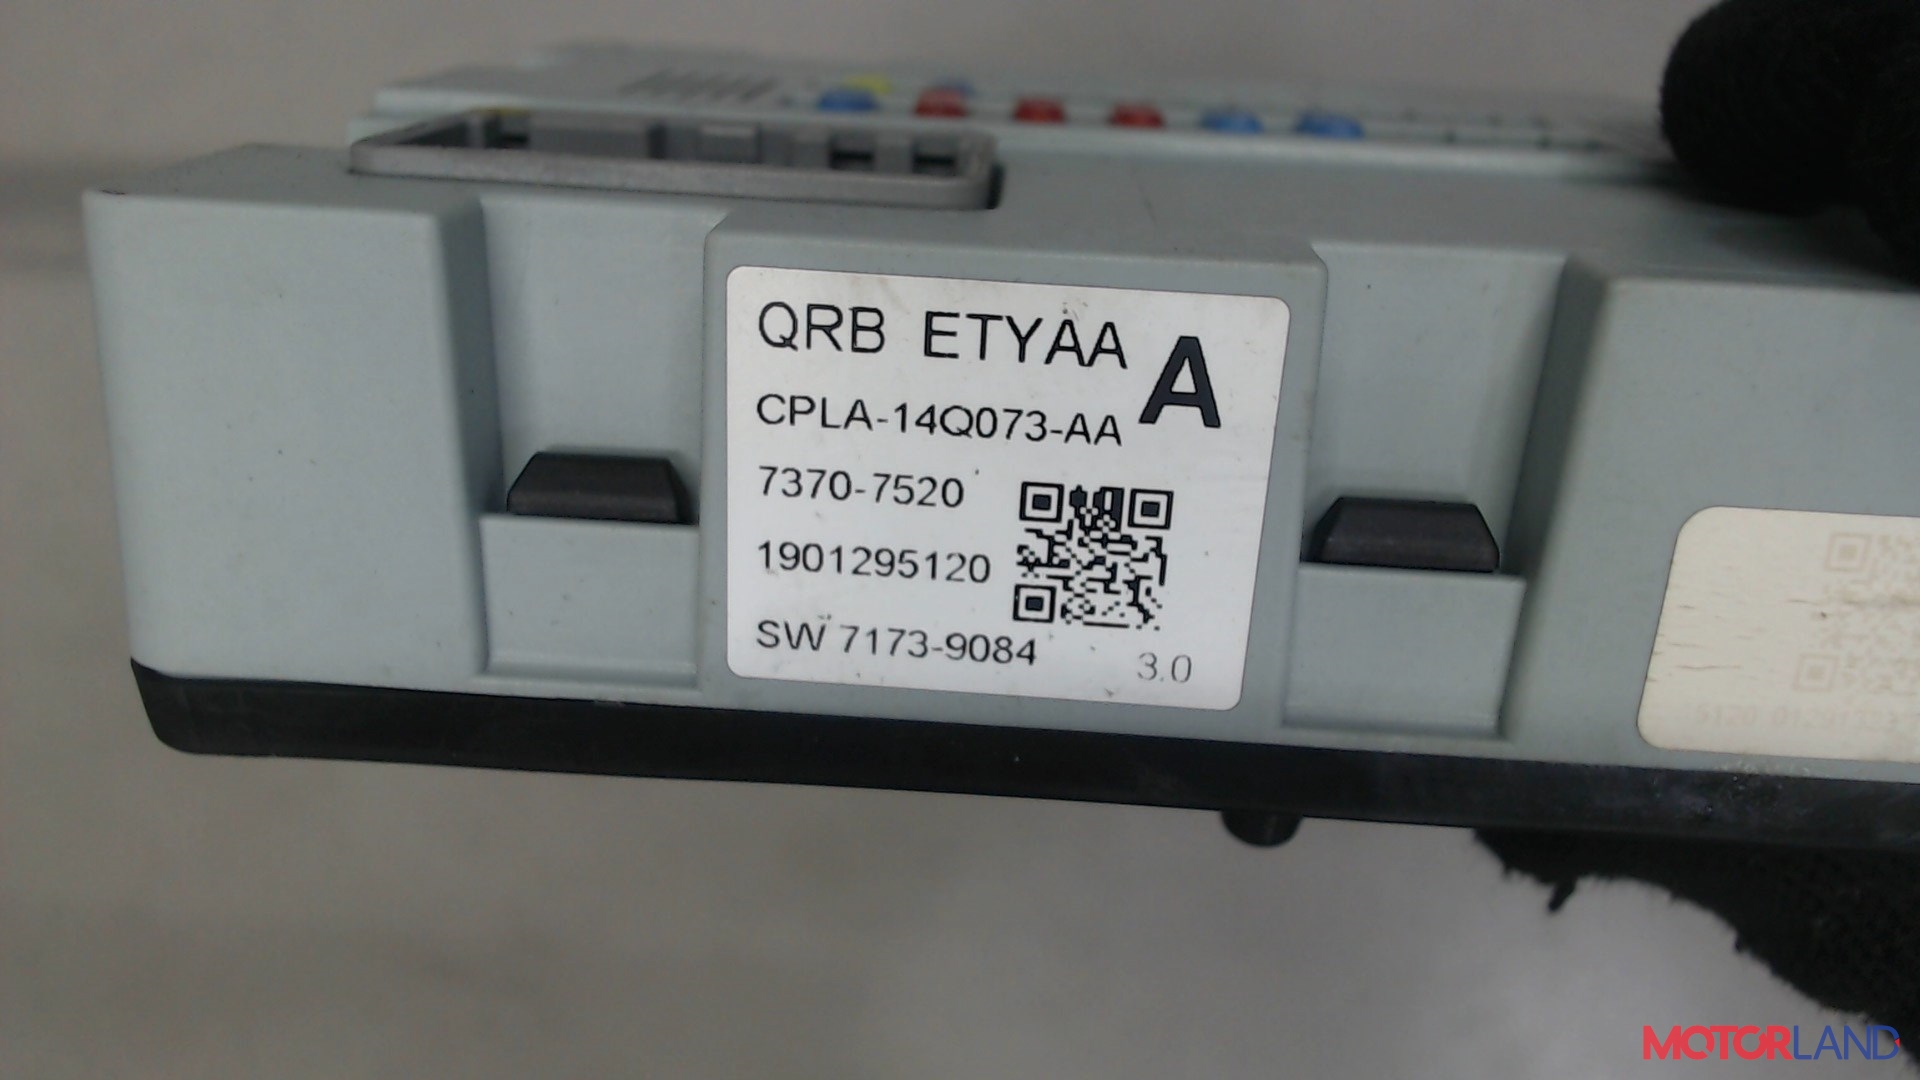 QRB ETYAA A
CPLA-14Q073-AA
7370-7520
1901295120
SW 7173-9084 3.0
MOTORLAND